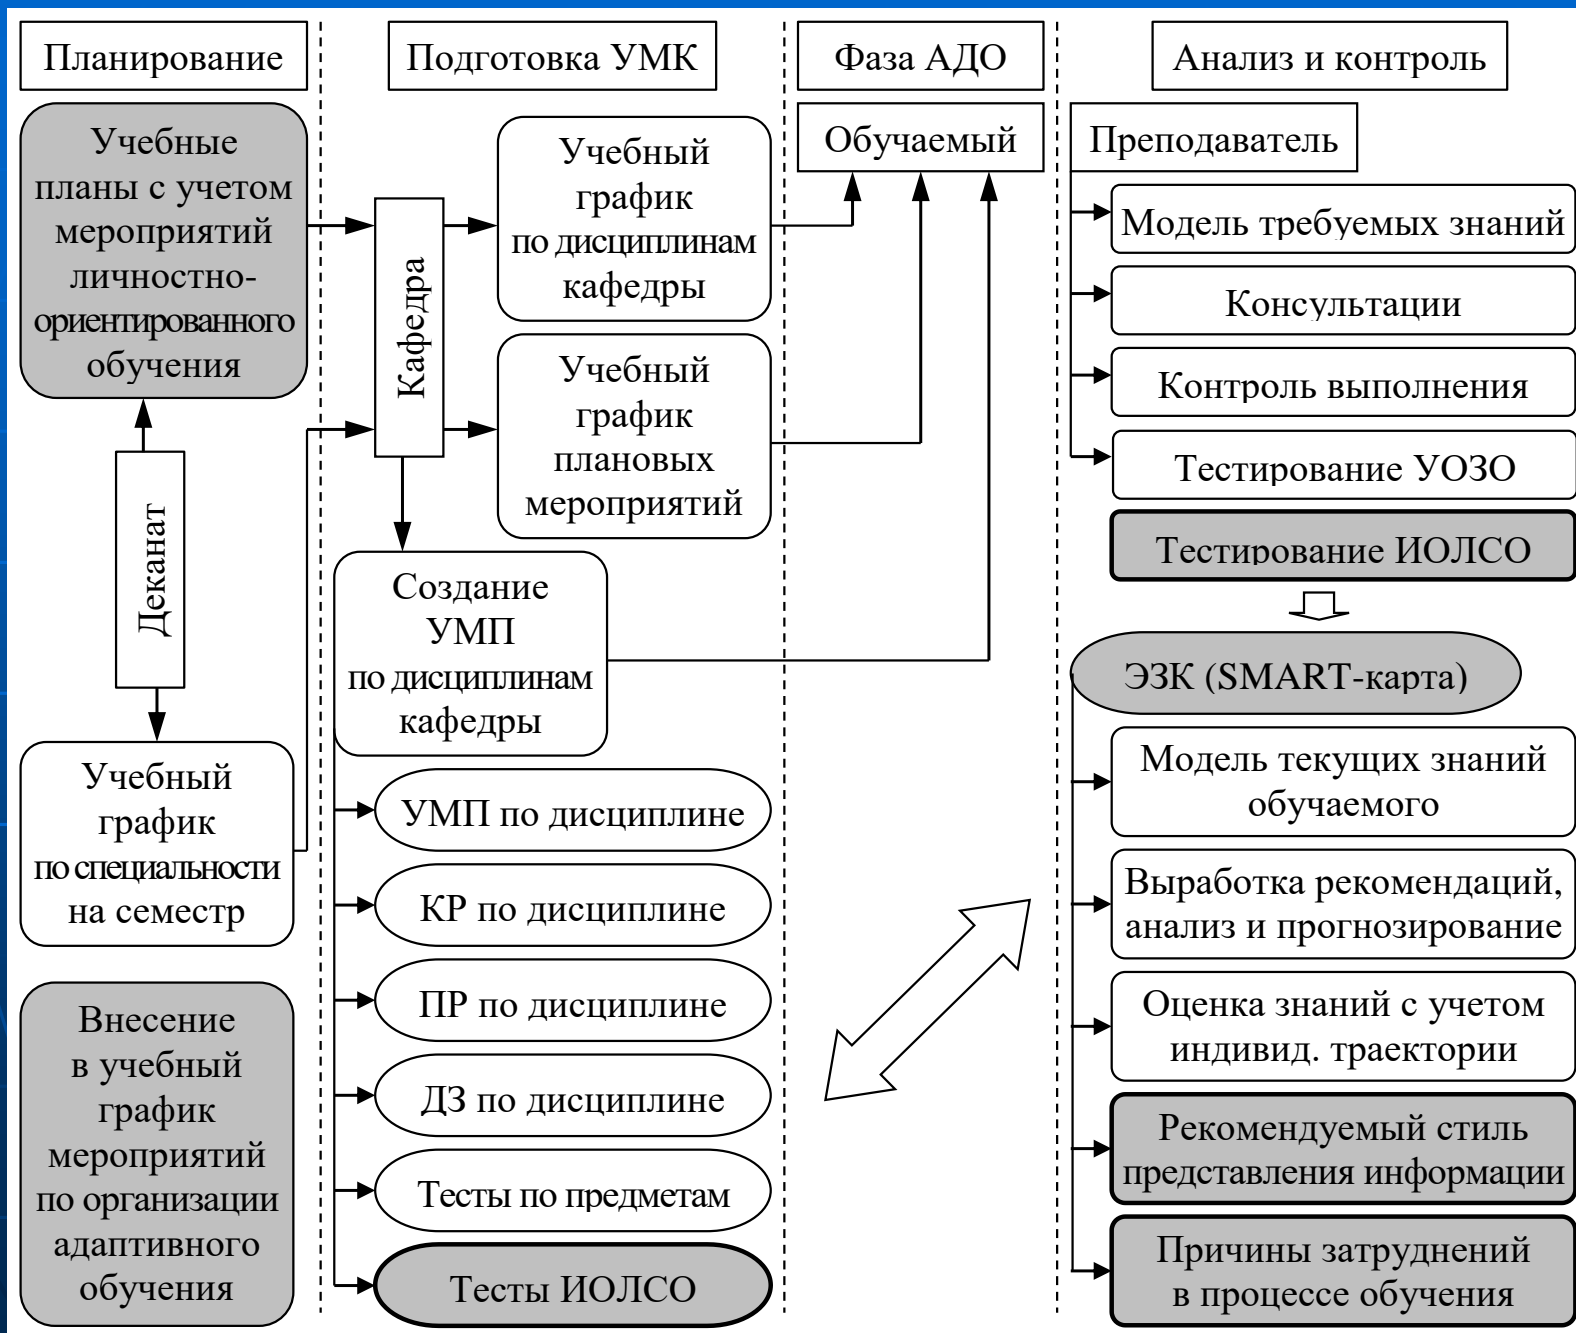 Планирование
Учебные
планы с учетом
мероприятий
личностно-
ориентированного
обучения
Деканат
Учебный
график
по специальности
на семестр
Внесение
в учебный
график
мероприятий
по организации
адаптивного
обучения
Подготовка УМК
Кафедра
Учебный
график
по дисциплинам
кафедры
Учебный
график
плановых
мероприятий
Создание
УМП
по дисциплинам
кафедры
УМП по дисциплине
КР по дисциплине
ПР по дисциплине
ДЗ по дисциплине
Тесты по предметам
Тесты ИОЛСО
Фаза АДО
Обучаемый
Анализ и контроль
Преподаватель
Модель требуемых знаний
Консультации
Контроль выполнения
Тестирование УОЗО
Тестирование ИОЛСО
ЭЗК (SMART-карта)
Модель текущих знаний
обучаемого
Выработка рекомендаций,
анализ и прогнозирование
Оценка знаний с учетом
индивид. траектории
Рекомендуемый стиль
представления информации
Причины затруднений
в процессе обучения